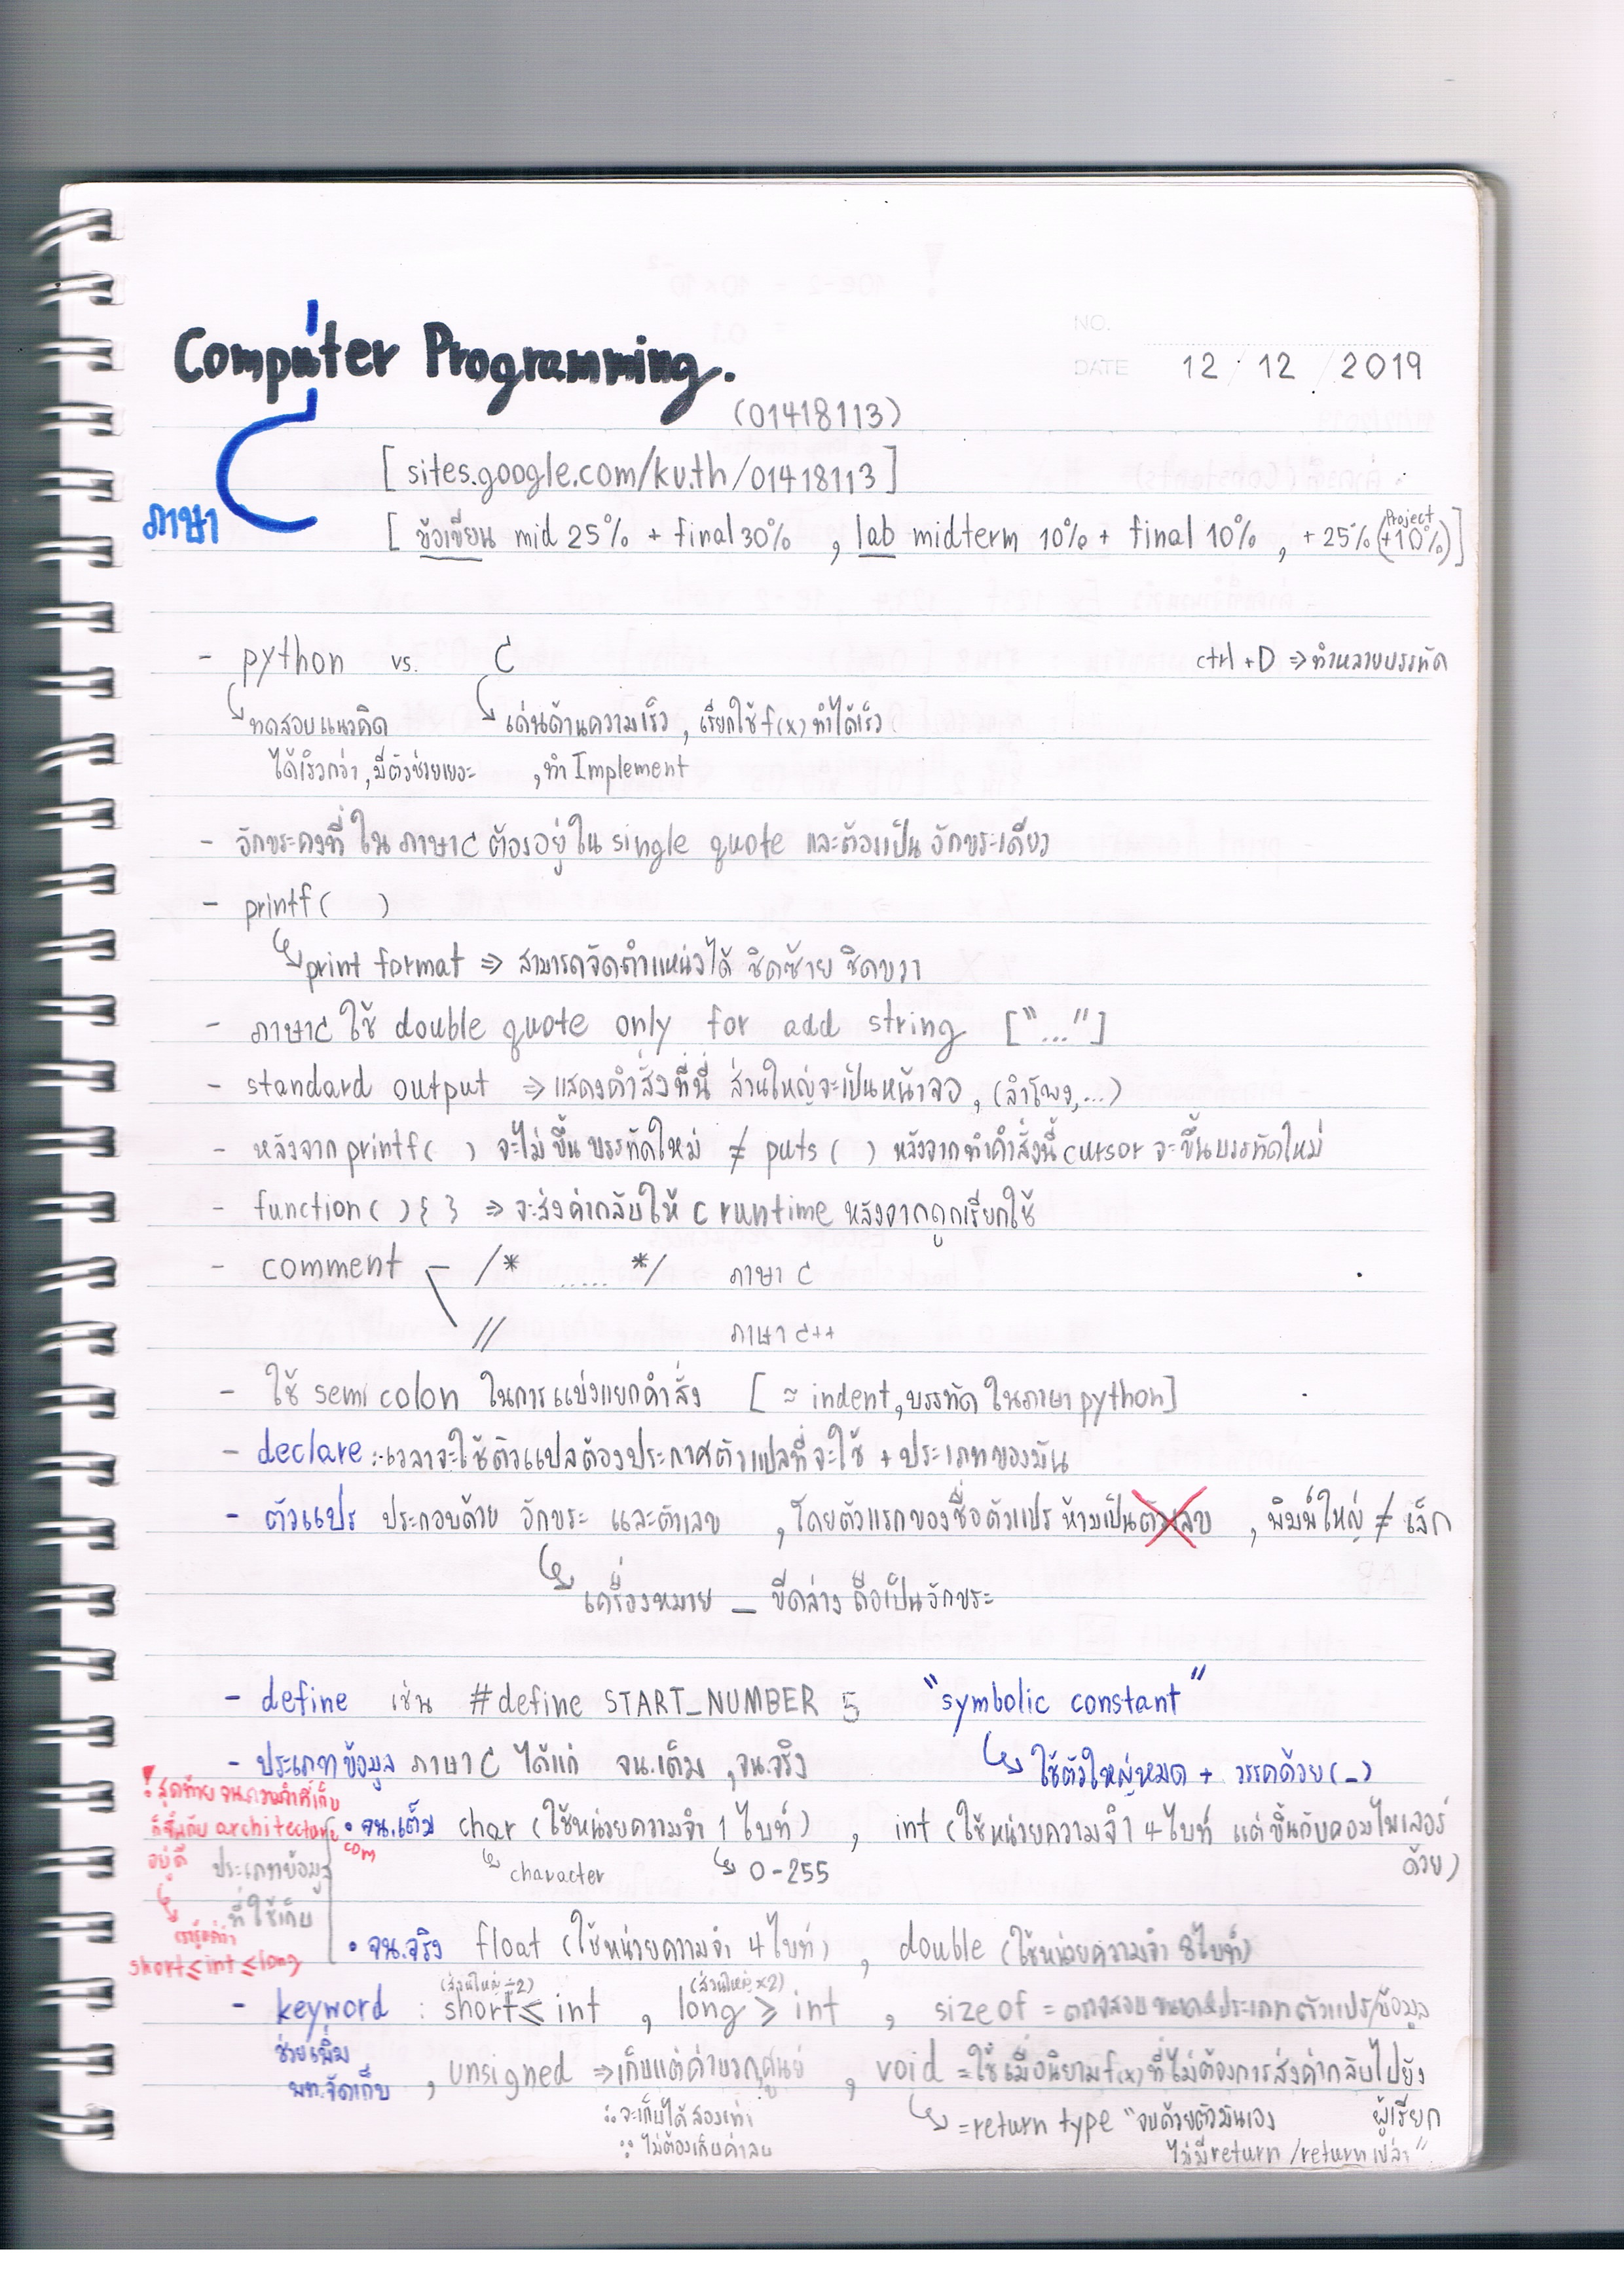 Computer Programming.
NO.
DATE 12 / 12 / 2019
(01418113)
ภาษา C
[ sites.google.com/ku.th/01418113 ]
[ ข้อเขียน mid 25% + final 30% , lab midterm 10% + final 10% , + 25% (Project +10%) ]
- python vs. C
ctrl + D ⇒ ทำหลายบรรทัด
ทดสอบแนวคิด
ได้เร็วกว่า, มีตัวช่วยเยอะ
เด่นด้านความเร็ว, เรียกใช้ f(x) ทำได้เร็ว
, ทำ Implement
- อักขระคงที่ ใน ภาษา C ต้องอยู่ใน single quote และต้องเป็น อักขระเดียว
- printf( )
print format ⇒ สามารถจัดตำแหน่งได้ ชิดซ้าย ชิดขวา
- ภาษา C ใช้ double quote only for add string ["..."]
- standard output ⇒ แสดงคำสั่งที่นี่ ส่วนใหญ่จะเป็นหน้าจอ, (ลำโพง,...)
- หลังจาก printf( ) จะไม่ขึ้นบรรทัดใหม่ ≠ puts ( ) หลังจากทำคำสั่งนี้ cursor จะขึ้นบรรทัดใหม่
- function( ){ } ⇒ จะส่งค่ากลับให้ C runtime หลังจากถูกเรียกใช้
- comment - /* ...... */ ภาษา C
// ภาษา C++
- ใช้ semi colon ในการแบ่งแยกคำสั่ง [ ≈ indent, บรรทัด ในภาษา python]
- declare :- เวลาจะใช้ตัวแปลต้องประกาศตัวแปลที่จะใช้ + ประเภทของมัน
- ตัวแปร ประกอบด้วย อักขระ และตัวเลข , โดยตัวแรกของชื่อตัวแปร ห้ามเป็นตัวเลข , พิมพ์ใหญ่ ≠ เล็ก
เครื่องหมาย _ ขีดล่าง ถือเป็นอักขระ
- define เช่น #define START_NUMBER 5 "symbolic constant"
ใช้ตัวใหญ่หมด + วรรคด้วย (_)
- ประเภทข้อมูล ภาษา C ได้แก่ จน.เต็ม , จน.จริง
! สุดท้าย จน.ความจำที่เก็บ
ก็ขึ้นกับ architecture com
อยู่ดี
เรารู้แค่ว่า
short ≤ int ≤ long
ประเภทข้อมูล
ที่ใช้เก็บ
• จน.เต็ม char (ใช้หน่วยความจำ 1 ไบท์) , int (ใช้หน่วยความจำ 4 ไบท์ แต่ขึ้นกับคอมไพเลอร์ด้วย)
character 0-255
• จน.จริง float (ใช้หน่วยความจำ 4 ไบท์) , double (ใช้หน่วยความจำ 8 ไบท์)
(ส่วนใหญ่ ÷2) (ส่วนใหญ่ ×2)
- keyword : short ≤ int , long ≥ int , sizeof = ตรวจสอบขนาดประเภทตัวแปร/ข้อมูล
ช่วยเพิ่ม
พท.จัดเก็บ
, unsigned ⇒ เก็บแต่ค่าบวก,ศูนย์ , void = ใช้เมื่อนิยาม f(x) ที่ไม่ต้องการส่งค่ากลับไปยังผู้เรียก
∴ จะเก็บได้ สองเท่า
∵ ไม่ต้องเก็บค่าลบ
= return type "จบด้วยตัวมันเอง
ไม่มี return / return เปล่า"